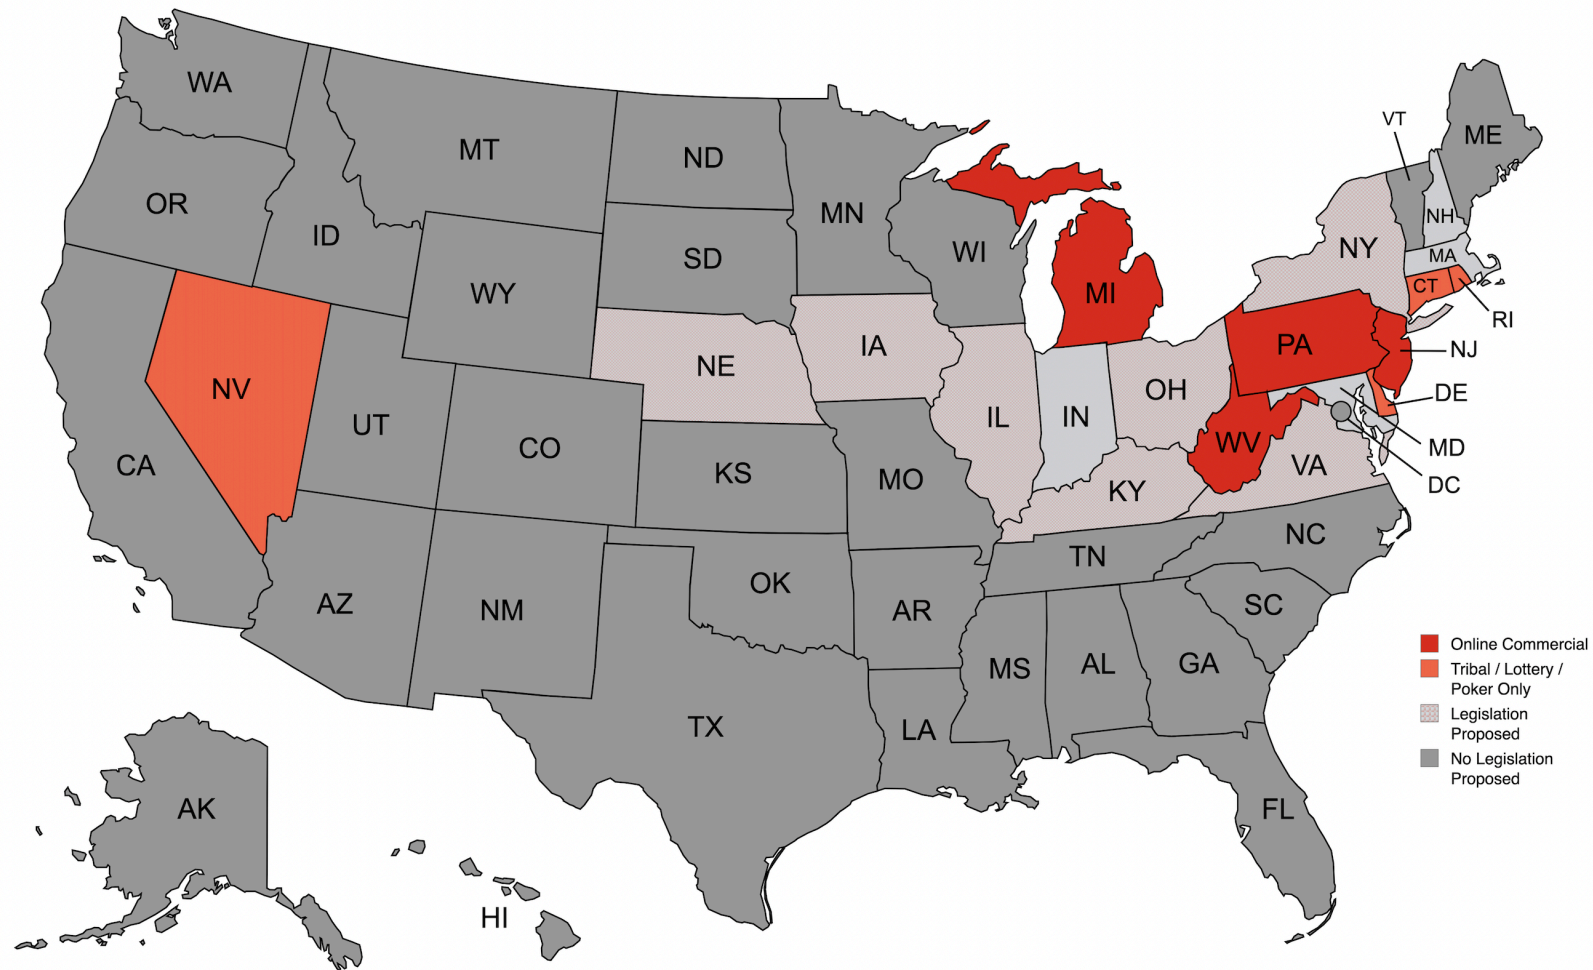 WA
MT
ND
MN
OR
ID
WY
SD
WI
MI
VT
ME
NH
NY
MA
CT
RI
NV
UT
CO
NE
IA
IL
IN
OH
PA
NJ
DE
MD
DC
CA
KS
MO
KY
WV
VA
AZ
NM
OK
AR
TN
NC
SC
TX
LA
MS
AL
GA
FL
AK
HI
Online Commercial
Tribal / Lottery /
Poker Only
Legislation
Proposed
No Legislation
Proposed